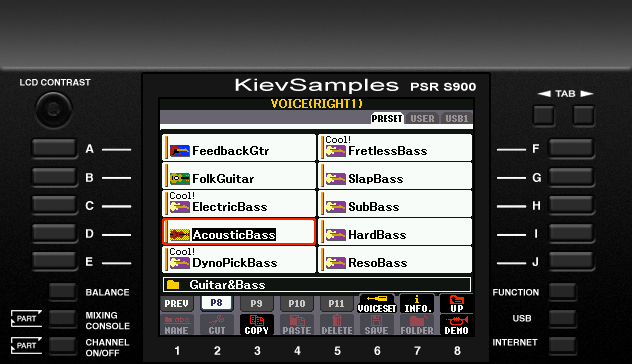 KievSamples PSR S900
LCD CONTRAST
VOICE(RIGHT1)
PRESET USER USB1
◄ TAB ►
A
FeedbackGtr
Cool!
FretlessBass
F
B
FolkGuitar
SlapBass
G
C
Cool!
ElectricBass
SubBass
H
D
AcousticBass
HardBass
I
E
Cool!
DynoPickBass
ResoBass
J
Guitar&Bass
BALANCE
FUNCTION
PREV P8 P9 P10 P11 VOICESET INFO. UP
PART
MIXING
CONSOLE
USB
NAME CUT COPY PASTE DELETE SAVE FOLDER DEMO
PART
CHANNEL
ON/OFF
INTERNET
1 2 3 4 5 6 7 8